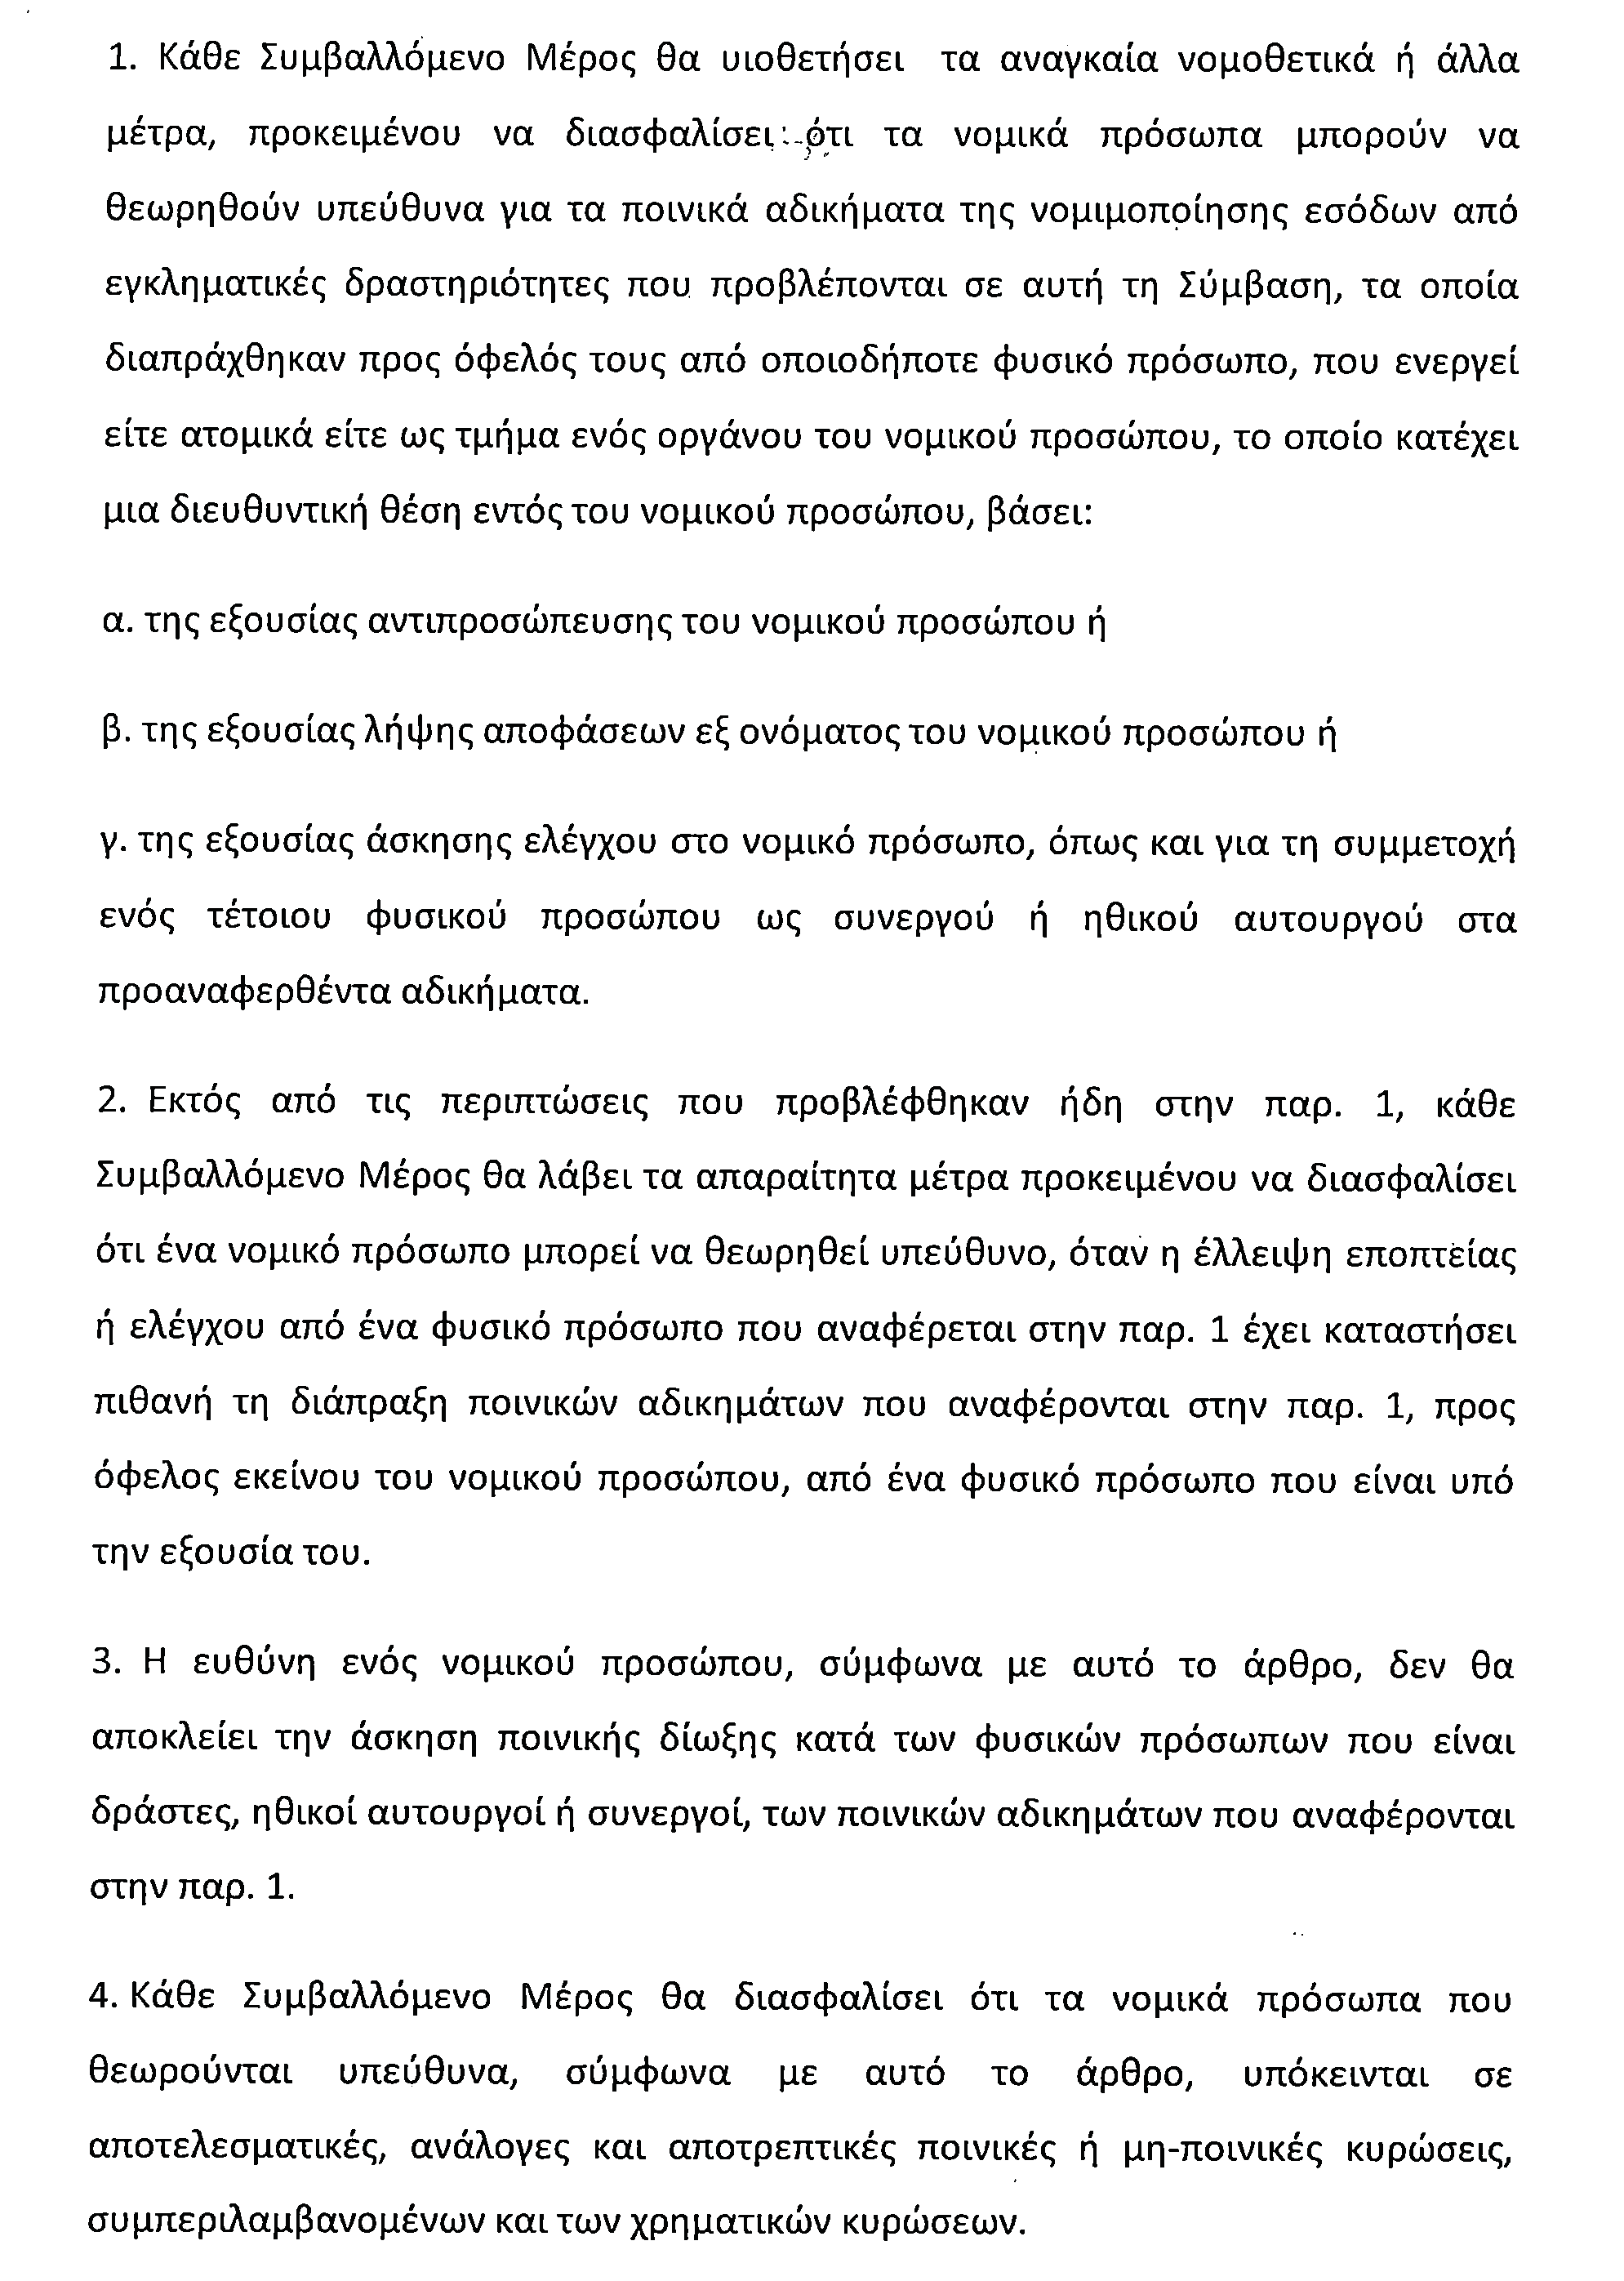 1. Κάθε Συμβαλλόμενο Μέρος θα υιοθετήσει τα αναγκαία νομοθετικά ή άλλα
μέτρα, προκειμένου να διασφαλίσει ότι τα νομικά πρόσωπα μπορούν να
θεωρηθούν υπεύθυνα για τα ποινικά αδικήματα της νομιμοποίησης εσόδων από
εγκληματικές δραστηριότητες που προβλέπονται σε αυτή τη Σύμβαση, τα οποία
διαπράχθηκαν προς όφελός τους από οποιοδήποτε φυσικό πρόσωπο, που ενεργεί
είτε ατομικά είτε ως τμήμα ενός οργάνου του νομικού προσώπου, το οποίο κατέχει
μια διευθυντική θέση εντός του νομικού προσώπου, βάσει:
α. της εξουσίας αντιπροσώπευσης του νομικού προσώπου ή
β. της εξουσίας λήψης αποφάσεων εξ ονόματος του νομικού προσώπου ή
γ. της εξουσίας άσκησης ελέγχου στο νομικό πρόσωπο, όπως και για τη συμμετοχή
ενός τέτοιου φυσικού προσώπου ως συνεργού ή ηθικού αυτουργού στα
προαναφερθέντα αδικήματα.
2. Εκτός από τις περιπτώσεις που προβλέφθηκαν ήδη στην παρ. 1, κάθε
Συμβαλλόμενο Μέρος θα λάβει τα απαραίτητα μέτρα προκειμένου να διασφαλίσει
ότι ένα νομικό πρόσωπο μπορεί να θεωρηθεί υπεύθυνο, όταν η έλλειψη εποπτείας
ή ελέγχου από ένα φυσικό πρόσωπο που αναφέρεται στην παρ. 1 έχει καταστήσει
πιθανή τη διάπραξη ποινικών αδικημάτων που αναφέρονται στην παρ. 1, προς
όφελος εκείνου του νομικού προσώπου, από ένα φυσικό πρόσωπο που είναι υπό
την εξουσία του.
3. Η ευθύνη ενός νομικού προσώπου, σύμφωνα με αυτό το άρθρο, δεν θα
αποκλείει την άσκηση ποινικής δίωξης κατά των φυσικών πρόσωπων που είναι
δράστες, ηθικοί αυτουργοί ή συνεργοί, των ποινικών αδικημάτων που αναφέρονται
στην παρ. 1.
4. Κάθε Συμβαλλόμενο Μέρος θα διασφαλίσει ότι τα νομικά πρόσωπα που
θεωρούνται υπεύθυνα, σύμφωνα με αυτό το άρθρο, υπόκεινται σε
αποτελεσματικές, ανάλογες και αποτρεπτικές ποινικές ή μη-ποινικές κυρώσεις,
συμπεριλαμβανομένων και των χρηματικών κυρώσεων.